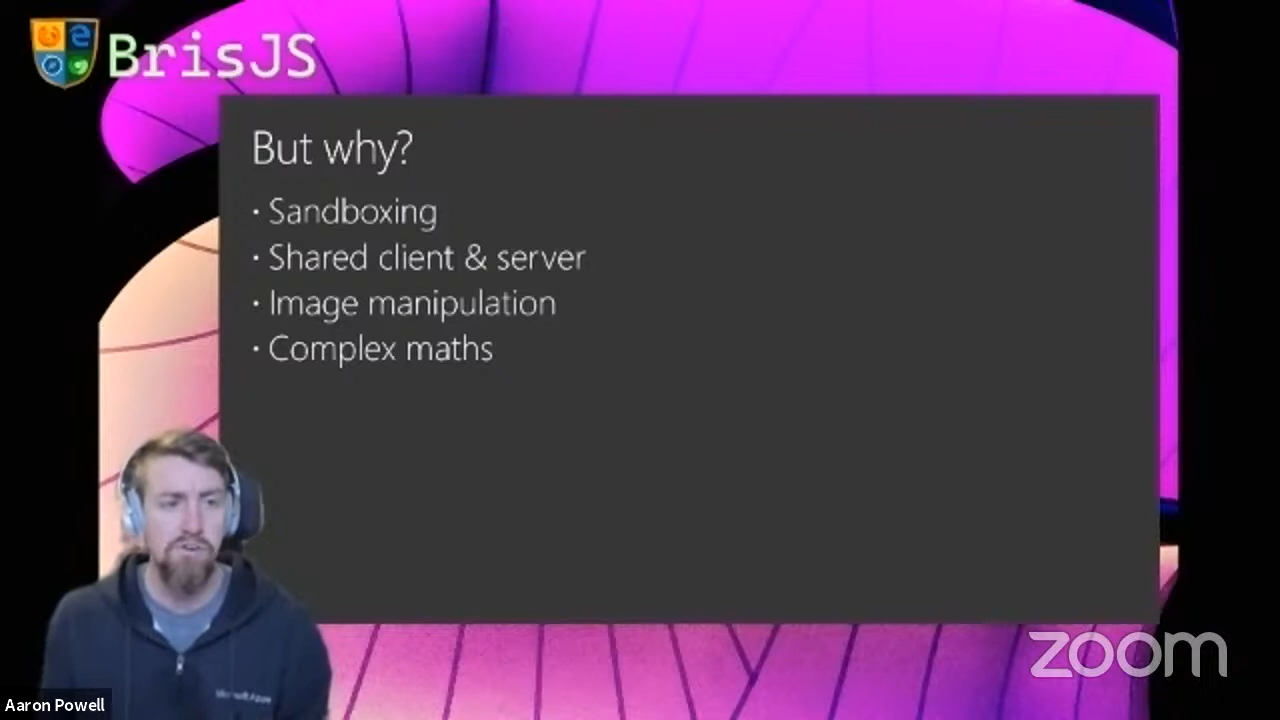 BrisJS
But why?
· Sandboxing
· Shared client & server
· Image manipulation
· Complex maths
zoom
Aaron Powell